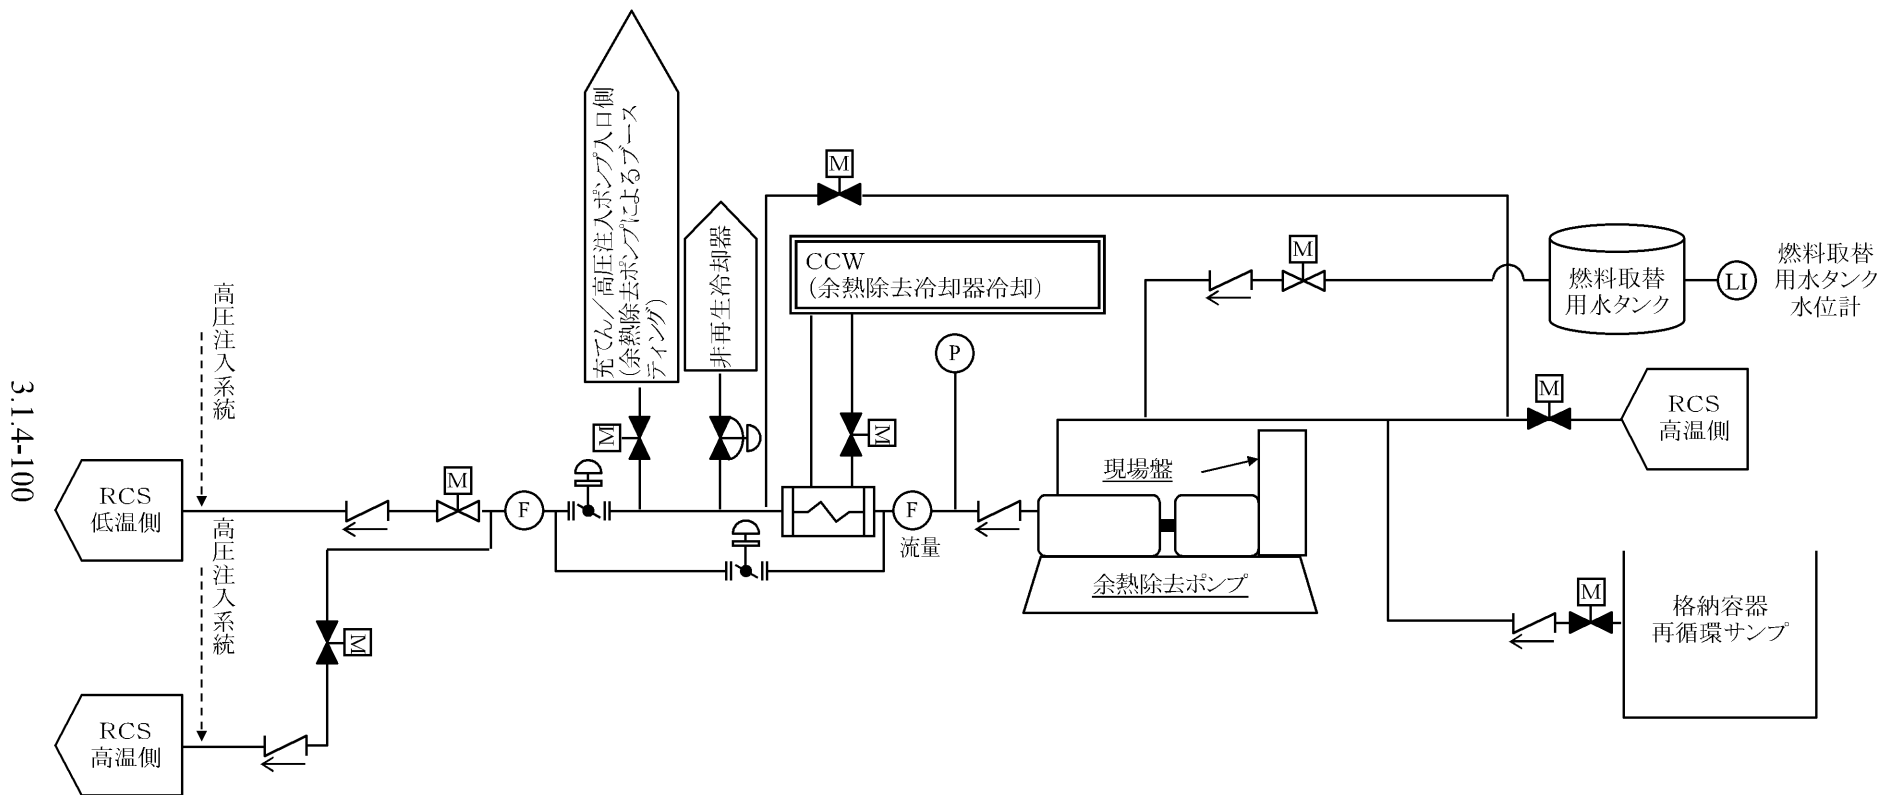 充てん/高圧注入ポンプ入口側
(余熱除去ポンプによるブース
ティング)
非再生冷却器
M
CCW
(余熱除去冷却器冷却)
M
燃料取替
用水タンク
LI
燃料取替
用水タンク
水位計
高圧注入系統
P
M
RCS
高温側
M
M
現場盤
3.1.4-100
RCS
低温側
M
F
F
流量
高圧注入系統
余熱除去ポンプ
M
格納容器
再循環サンプ
M
RCS
高温側